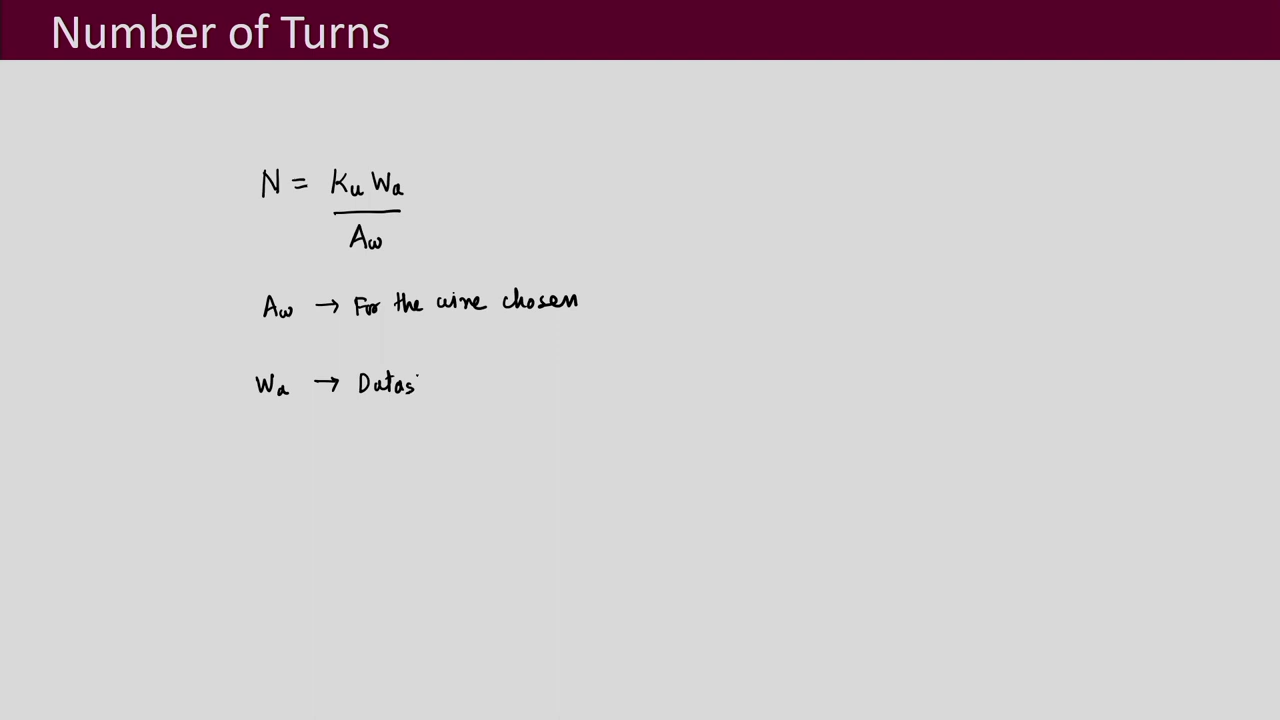 Number of Turns
N = Ku Wa
Aw
Aw → For the wire chosen
Wa → Datas